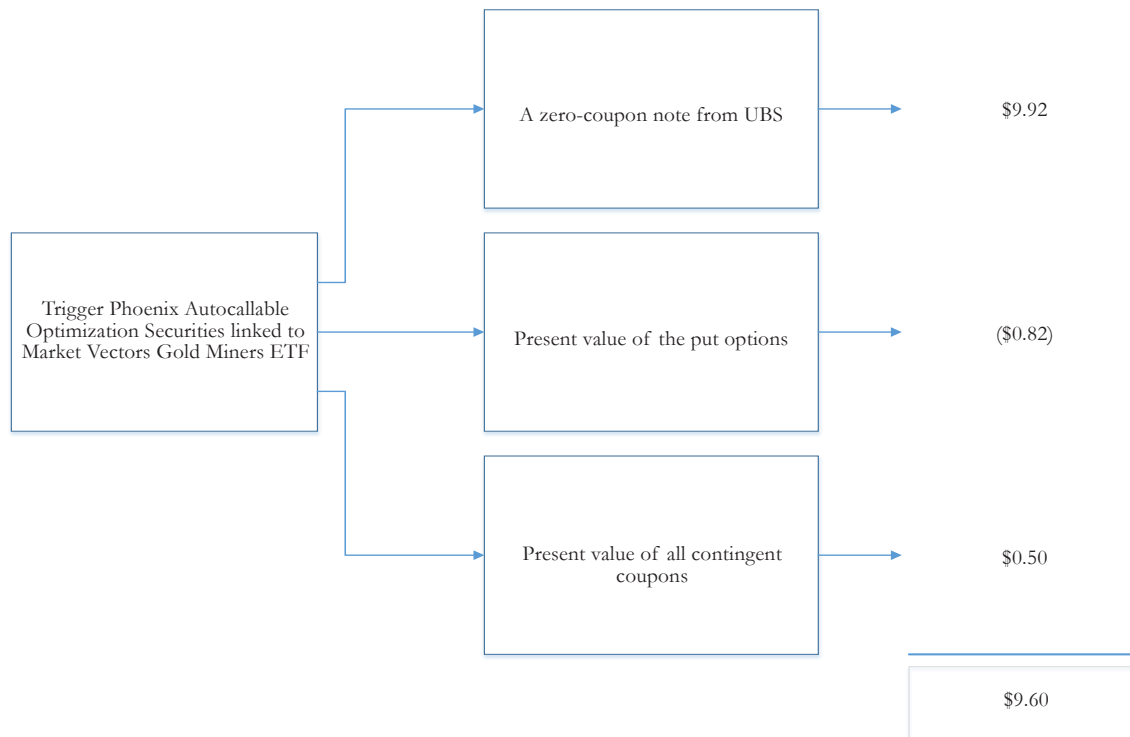 A zero-coupon note from UBS
$9.92
Trigger Phoenix Autocallable
Optimization Securities linked to
Market Vectors Gold Miners ETF
Present value of the put options
($0.82)
Present value of all contingent
coupons
$0.50
$9.60